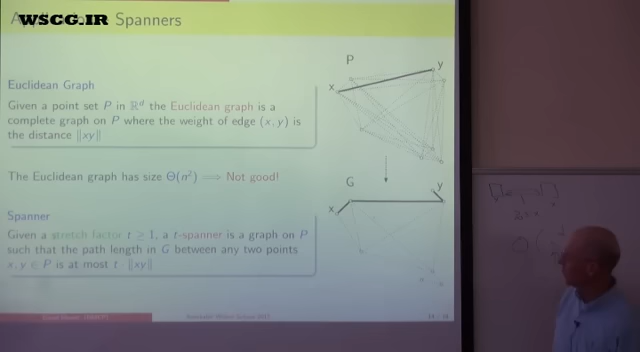 WSCG.IR
Spanners
Euclidean Graph
Given a point set P in ℝᵈ the Euclidean graph is a
complete graph on P where the weight of edge (x, y) is
the distance ‖xy‖
The Euclidean graph has size Θ(n²) ⟹ Not good!
Spanner
Given a stretch factor t ≥ 1, a t-spanner is a graph on P
such that the path length in G between any two points
x, y ∈ P is at most t · ‖xy‖
P
x
y
G
x
y